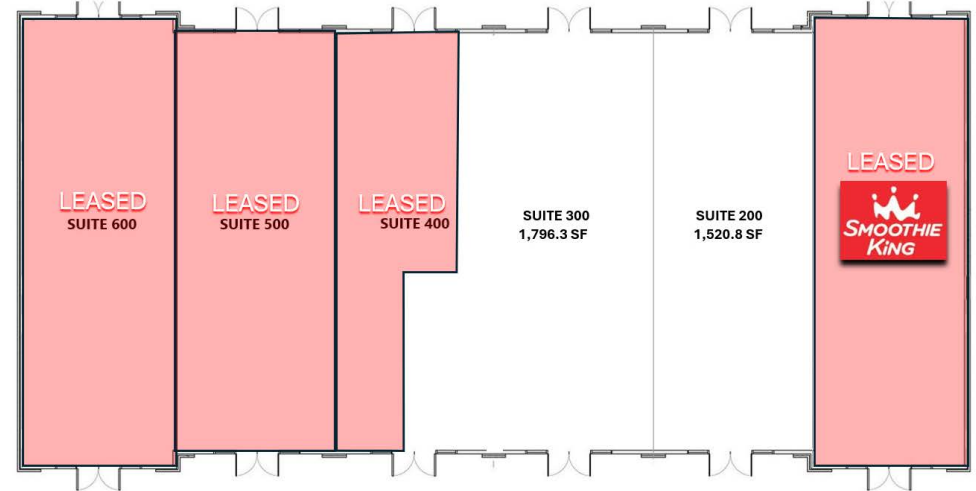 LEASED
SUITE 600
LEASED
SUITE 500
LEASED
SUITE 400
SUITE 300
1,796.3 SF
SUITE 200
1,520.8 SF
LEASED
SMOOTHIE
KING